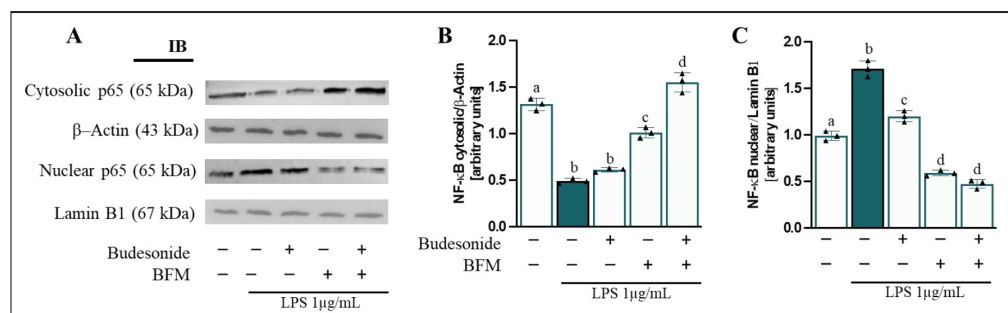 A
IB
Cytosolic p65 (65 kDa)
β–Actin (43 kDa)
Nuclear p65 (65 kDa)
Lamin B1 (67 kDa)
Budesonide – – + – +
BFM – – – + +
LPS 1μg/mL
B
NF-κB cytosolic/β-Actin
[arbitrary units]
2.0
1.5
1.0
0.5
0.0
a
b
b
c
d
Budesonide – – + – +
BFM – – – + +
LPS 1μg/mL
C
NF-κB nuclear/Lamin B1
[arbitrary units]
2.0
1.5
1.0
0.5
0.0
a
b
c
d
d
– – + – +
– – – + +
LPS 1μg/mL